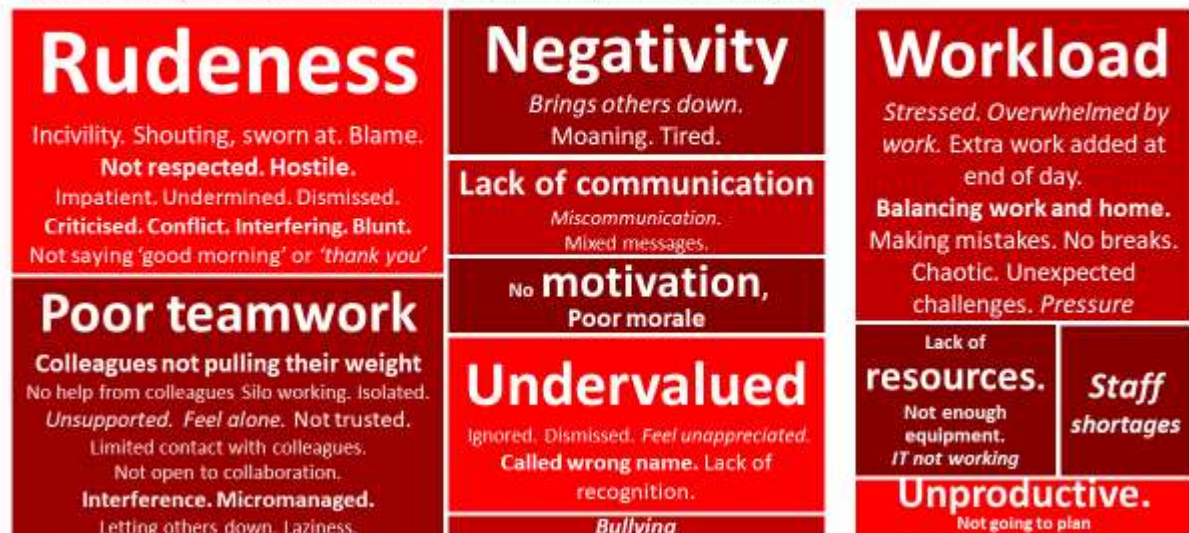 Rudeness
Incivility. Shouting, sworn at. Blame.
Not respected. Hostile.
Impatient. Undermined. Dismissed.
Criticised. Conflict. Interfering. Blunt.
Not saying 'good morning' or 'thank you'
Poor teamwork
Colleagues not pulling their weight
No help from colleagues Silo working. Isolated.
Unsupported. Feel alone. Not trusted.
Limited contact with colleagues.
Not open to collaboration.
Interference. Micromanaged.
Letting others down. Laziness.
Negativity
Brings others down.
Moaning. Tired.
Lack of communication
Miscommunication.
Mixed messages.
No motivation,
Poor morale
Undervalued
Ignored. Dismissed. Feel unappreciated.
Called wrong name. Lack of
recognition.
Bullying
Workload
Stressed. Overwhelmed by
work. Extra work added at
end of day.
Balancing work and home.
Making mistakes. No breaks.
Chaotic. Unexpected
challenges. Pressure
Lack of
resources.
Not enough
equipment.
IT not working
Staff
shortages
Unproductive.
Not going to plan